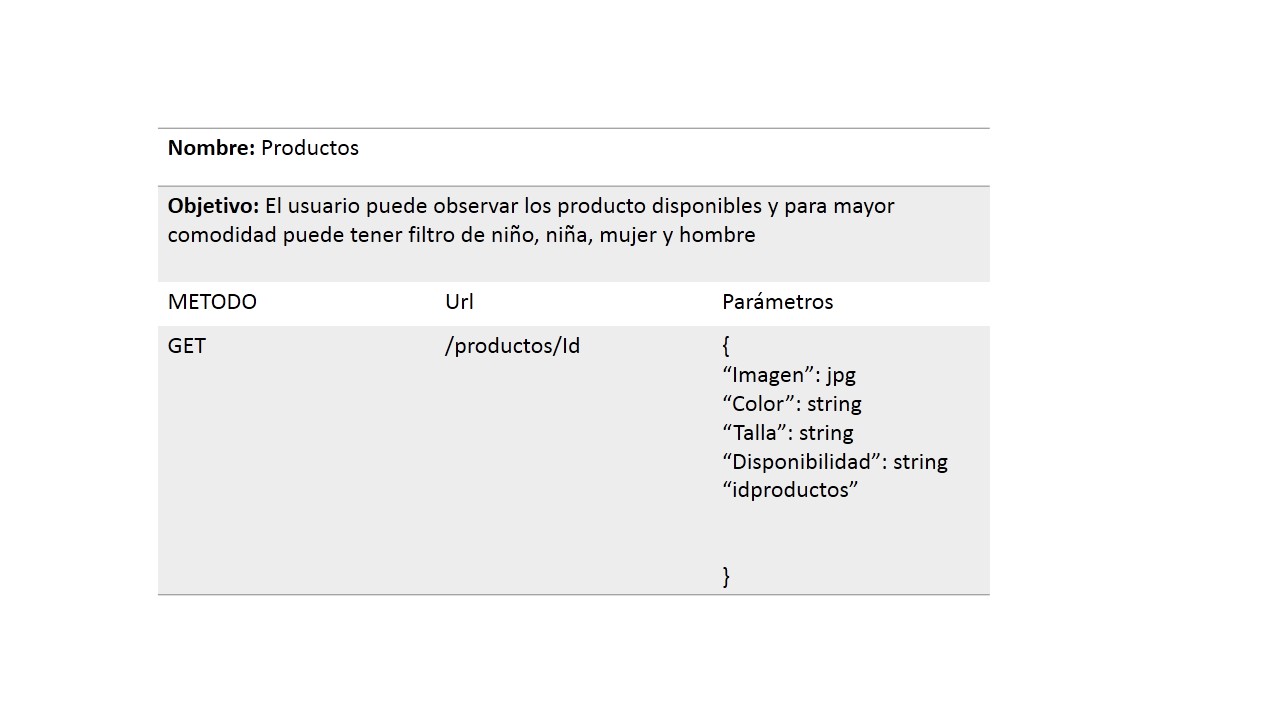 Nombre: Productos
Objetivo: El usuario puede observar los producto disponibles y para mayor
comodidad puede tener filtro de niño, niña, mujer y hombre
METODO Url Parámetros
GET /productos/Id {
“Imagen”: jpg
“Color”: string
“Talla”: string
“Disponibilidad”: string
“idproductos”
}